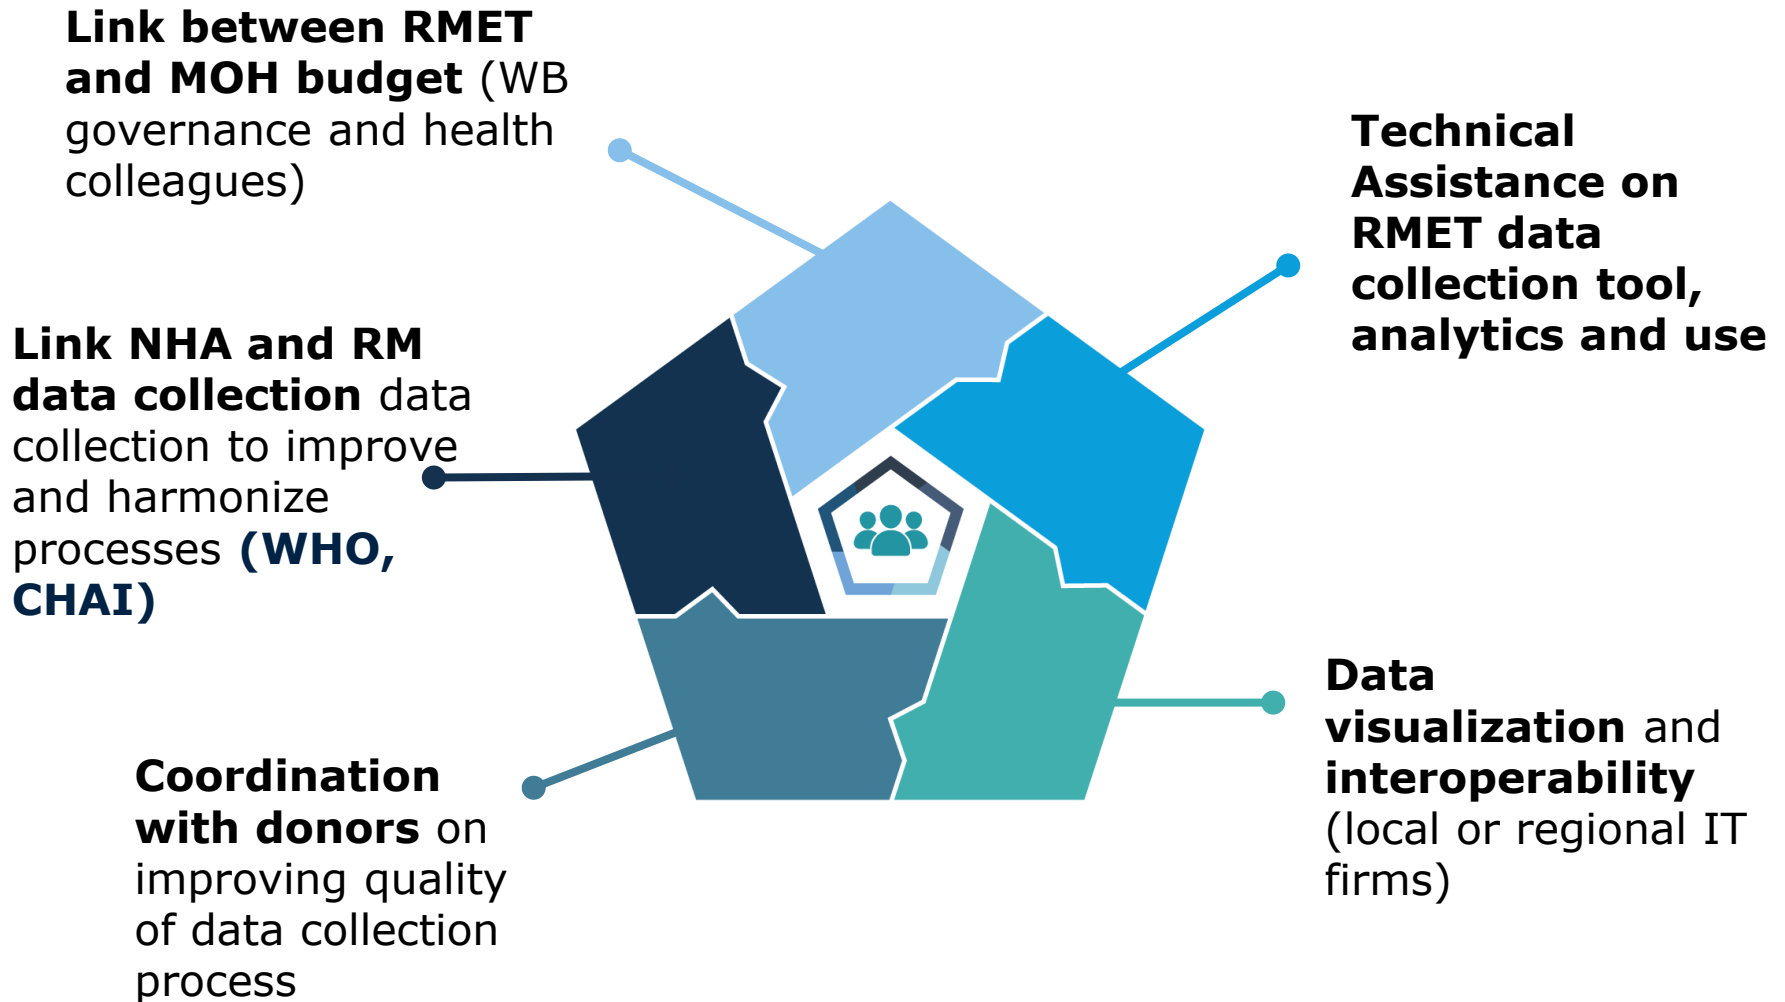 Link between RMET
and MOH budget (WB
governance and health
colleagues)
Technical
Assistance on
RMET data
collection tool,
analytics and use
Link NHA and RM
data collection data
collection to improve
and harmonize
processes (WHO,
CHAI)
Data
visualization and
interoperability
(local or regional IT
firms)
Coordination
with donors on
improving quality
of data collection
process